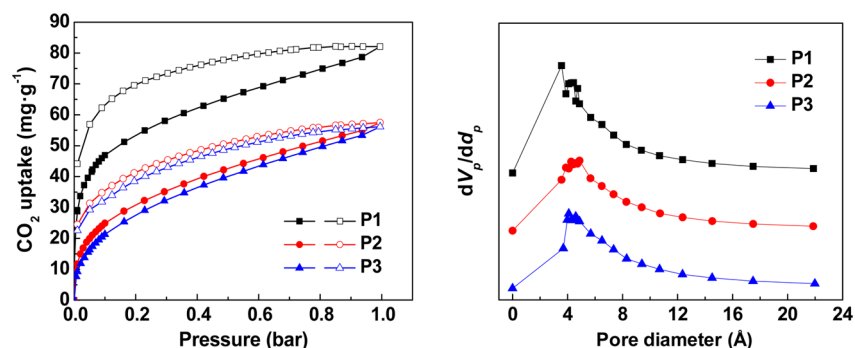 CO₂ uptake (mg·g⁻¹)
90
80
70
60
50
40
30
20
10
0
P1
P2
P3
0.0 0.2 0.4 0.6 0.8 1.0
Pressure (bar)
dVₚ/ddₚ
P1
P2
P3
0 4 8 12 16 20 24
Pore diameter (Å)